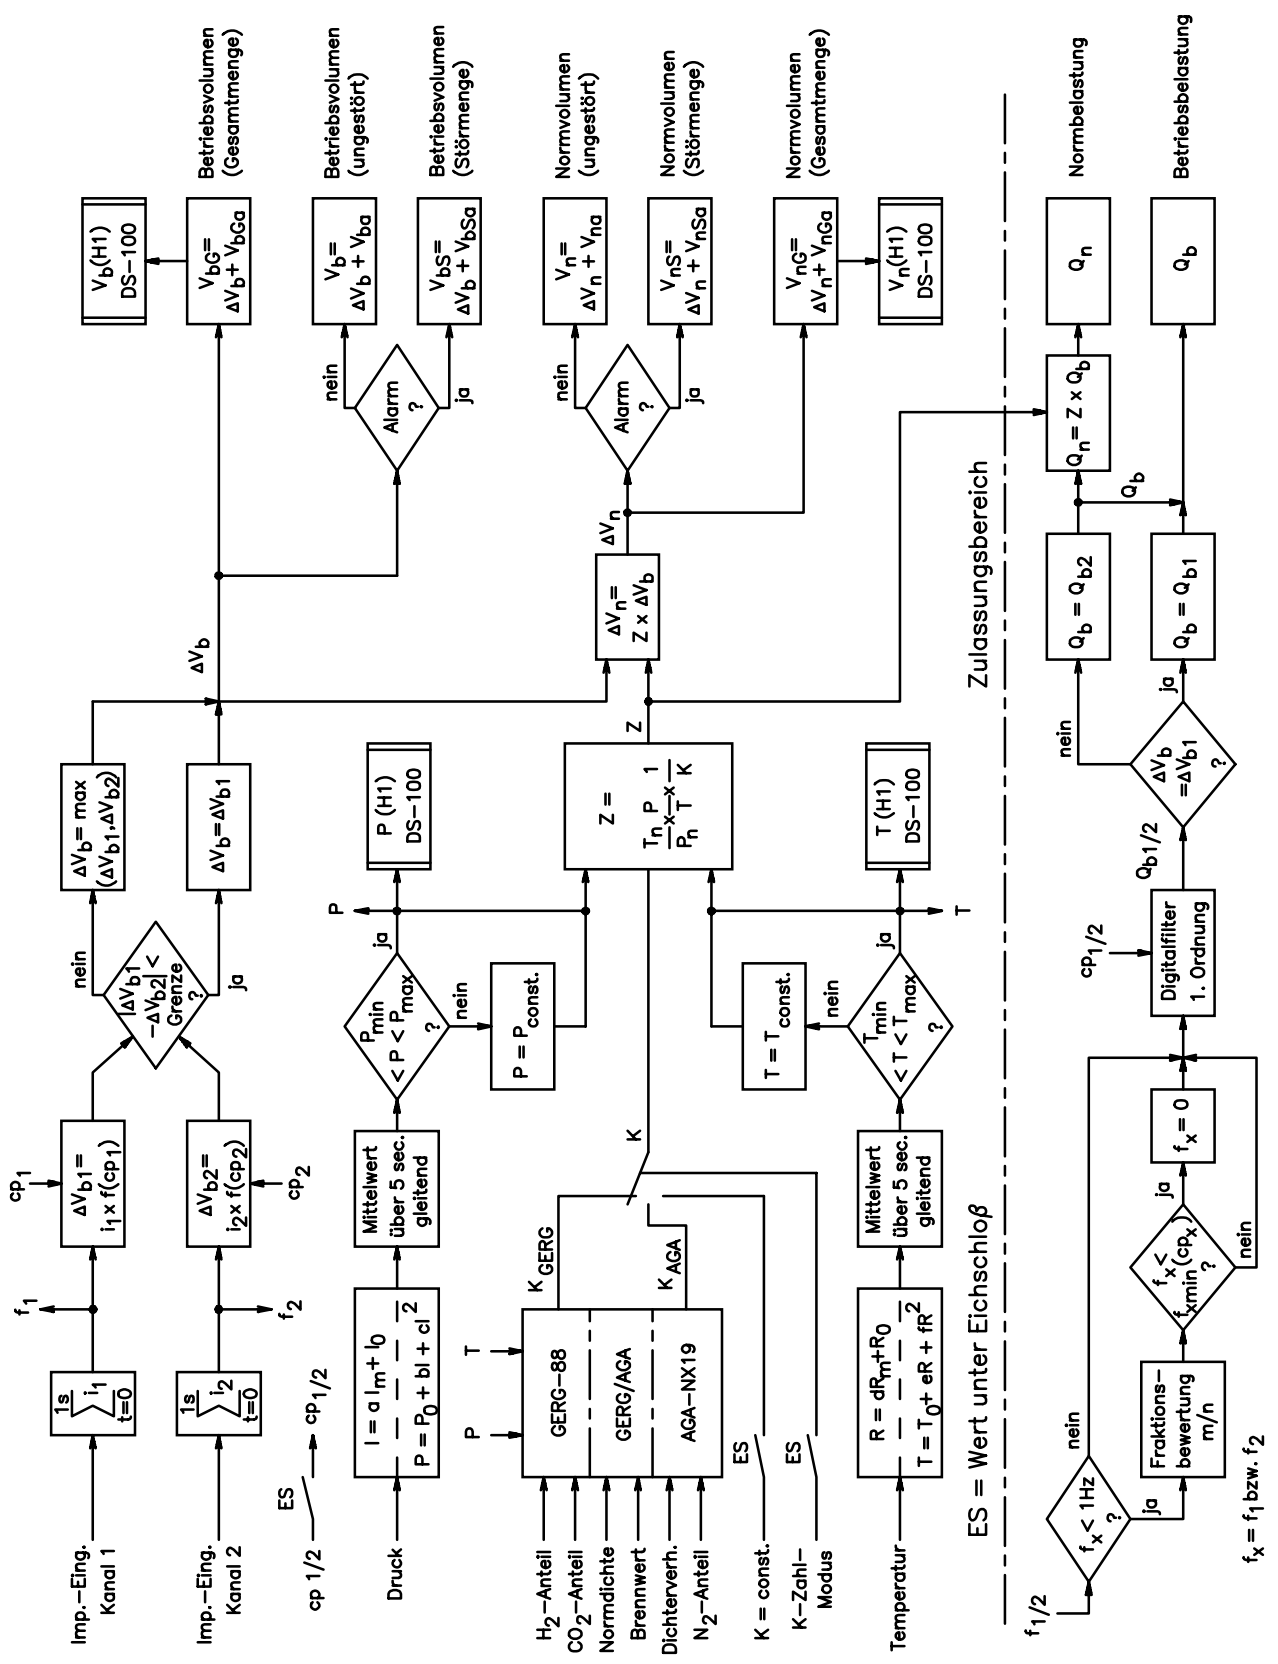 Imp.–Eing.
Kanal 1
1s
∑ i1
t=0
f1
cp1
ΔVb1=
i1x f(cp1)
nein
ΔVb= max
(ΔVb1,ΔVb2)
Vb(H1)
DS–100
Imp.–Eing.
Kanal 2
1s
∑ i2
t=0
f2
cp2
ΔVb2=
i2x f(cp2)
|ΔVb1
–ΔVb2| <
Grenze
?
ja
ΔVb=ΔVb1
ΔVb
VbG=
ΔVb+ VbGa
Betriebsvolumen
(Gesamtmenge)
cp 1/2
ES
cp1/2
Alarm
?
nein
ja
Vb=
ΔVb + Vba
Betriebsvolumen
(ungestört)
VbS=
ΔVb + VbSa
Betriebsvolumen
(Störmenge)
Druck
I = a Im+ I0
P = P0 + bI + cI2
Mittelwert
über 5 sec.
gleitend
Pmin
< P < Pmax
?
ja
nein
P
P = Pconst.
P (H1)
DS–100
H2–Anteil
CO2–Anteil
Normdichte
Brennwert
Dichteverh.
N2–Anteil
P
T
GERG–88
GERG/AGA
AGA–NX19
KGERG
KAGA
K
Z =
Tn P 1
x x
Pn T K
Z
ΔVn=
Z x ΔVb
ΔVn
Alarm
?
nein
ja
Vn=
ΔVn + Vna
Normvolumen
(ungestört)
VnS=
ΔVn + VnSa
Normvolumen
(Störmenge)
VnG=
ΔVn+ VnGa
Normvolumen
(Gesamtmenge)
Vn(H1)
DS–100
K = const.
ES
K–Zahl–
Modus
ES
Temperatur
R = dRm+R0
T = T0+ eR + fR2
Mittelwert
über 5 sec.
gleitend
Tmin
< T < Tmax
?
ja
nein
T
T = Tconst.
T (H1)
DS–100
ES = Wert unter Eichschloß
Zulassungsbereich
f1/2
fx < 1Hz
?
nein
ja
Fraktions–
bewertung
m/n
fx <
fxmin(cpx)
?
ja
nein
fx = 0
cp1/2
Digitalfilter
1. Ordnung
Qb1/2
ΔVb
=ΔVb1
?
nein
ja
Qb = Qb2
Qb = Qb1
Qb
Qn = Z x Qb
Qn
Normbelastung
Qb
Betriebsbelastung
fx = f1 bzw. f2